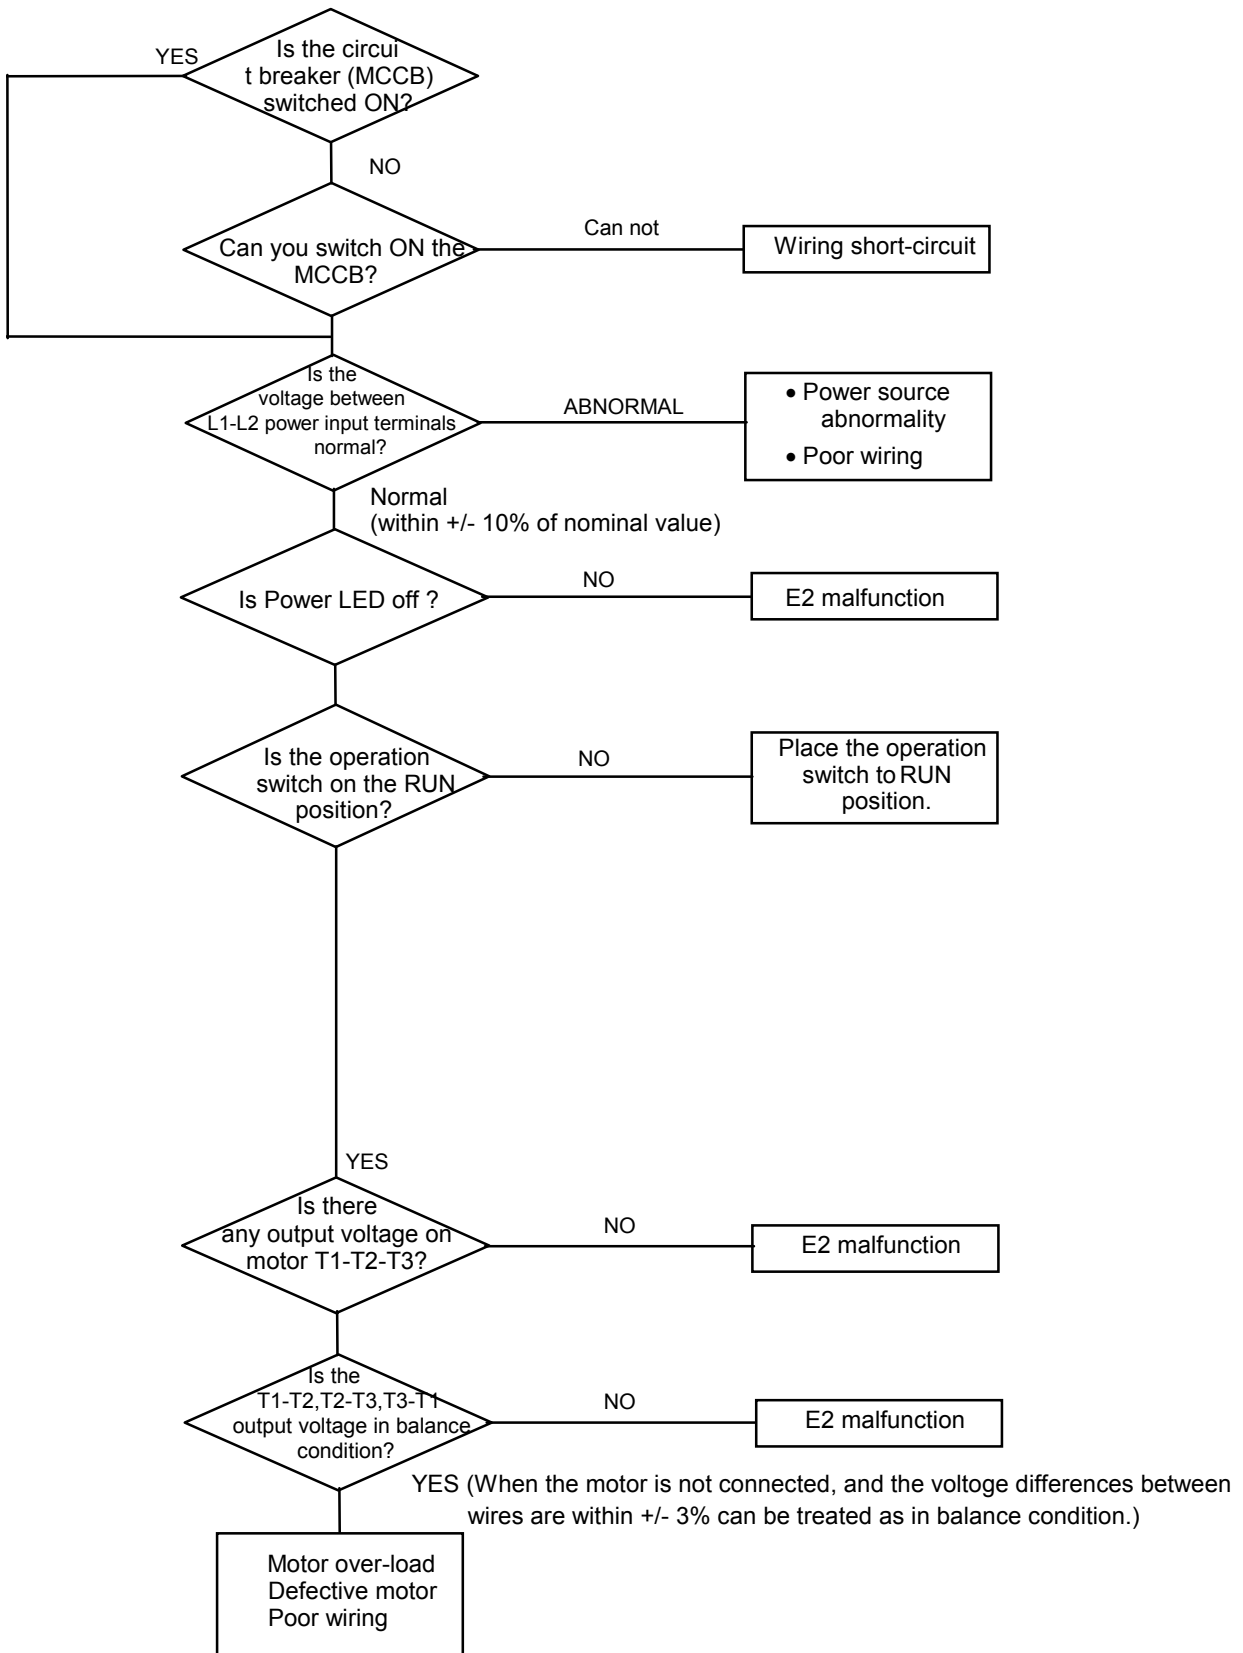 YES
Is the circui
t breaker (MCCB)
switched ON?
NO
Can you switch ON the
MCCB?
Can not
Wiring short-circuit
Is the
voltage between
L1-L2 power input terminals
normal?
ABNORMAL
• Power source
abnormality
• Poor wiring
Normal
(within +/- 10% of nominal value)
Is Power LED off ?
NO
E2 malfunction
Is the operation
switch on the RUN
position?
NO
Place the operation
switch to RUN
position.
YES
Is there
any output voltage on
motor T1-T2-T3?
NO
E2 malfunction
Is the
T1-T2,T2-T3,T3-T1
output voltage in balance
condition?
NO
E2 malfunction
YES (When the motor is not connected, and the voltoge differences between
wires are within +/- 3% can be treated as in balance condition.)
Motor over-load
Defective motor
Poor wiring